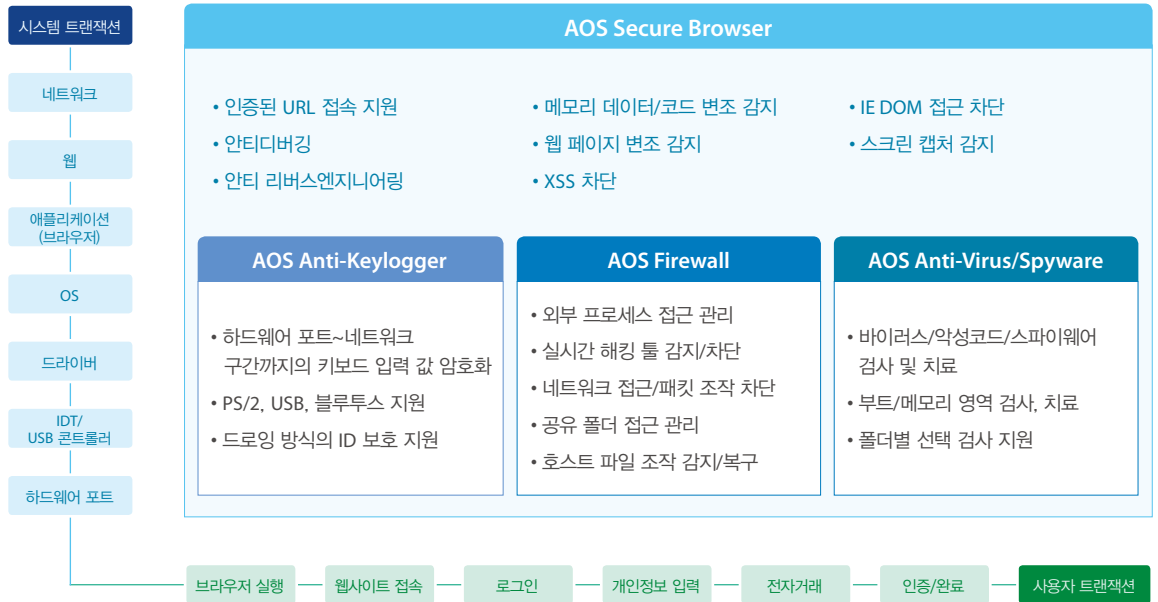 시스템 트랜잭션
네트워크
웹
애플리케이션
(브라우저)
OS
드라이버
IDT/
USB 콘트롤러
하드웨어 포트
AOS Secure Browser
• 인증된 URL 접속 지원
• 안티디버깅
• 안티 리버스엔지니어링
• 메모리 데이터/코드 변조 감지
• 웹 페이지 변조 감지
• XSS 차단
• IE DOM 접근 차단
• 스크린 캡처 감지
AOS Anti-Keylogger
• 하드웨어 포트~네트워크
구간까지의 키보드 입력 값 암호화
• PS/2, USB, 블루투스 지원
• 드로잉 방식의 ID 보호 지원
AOS Firewall
• 외부 프로세스 접근 관리
• 실시간 해킹 툴 감지/차단
• 네트워크 접근/패킷 조작 차단
• 공유 폴더 접근 관리
• 호스트 파일 조작 감지/복구
AOS Anti-Virus/Spyware
• 바이러스/악성코드/스파이웨어
검사 및 치료
• 부트/메모리 영역 검사, 치료
• 폴더별 선택 검사 지원
브라우저 실행
웹사이트 접속
로그인
개인정보 입력
전자거래
인증/완료
사용자 트랜잭션